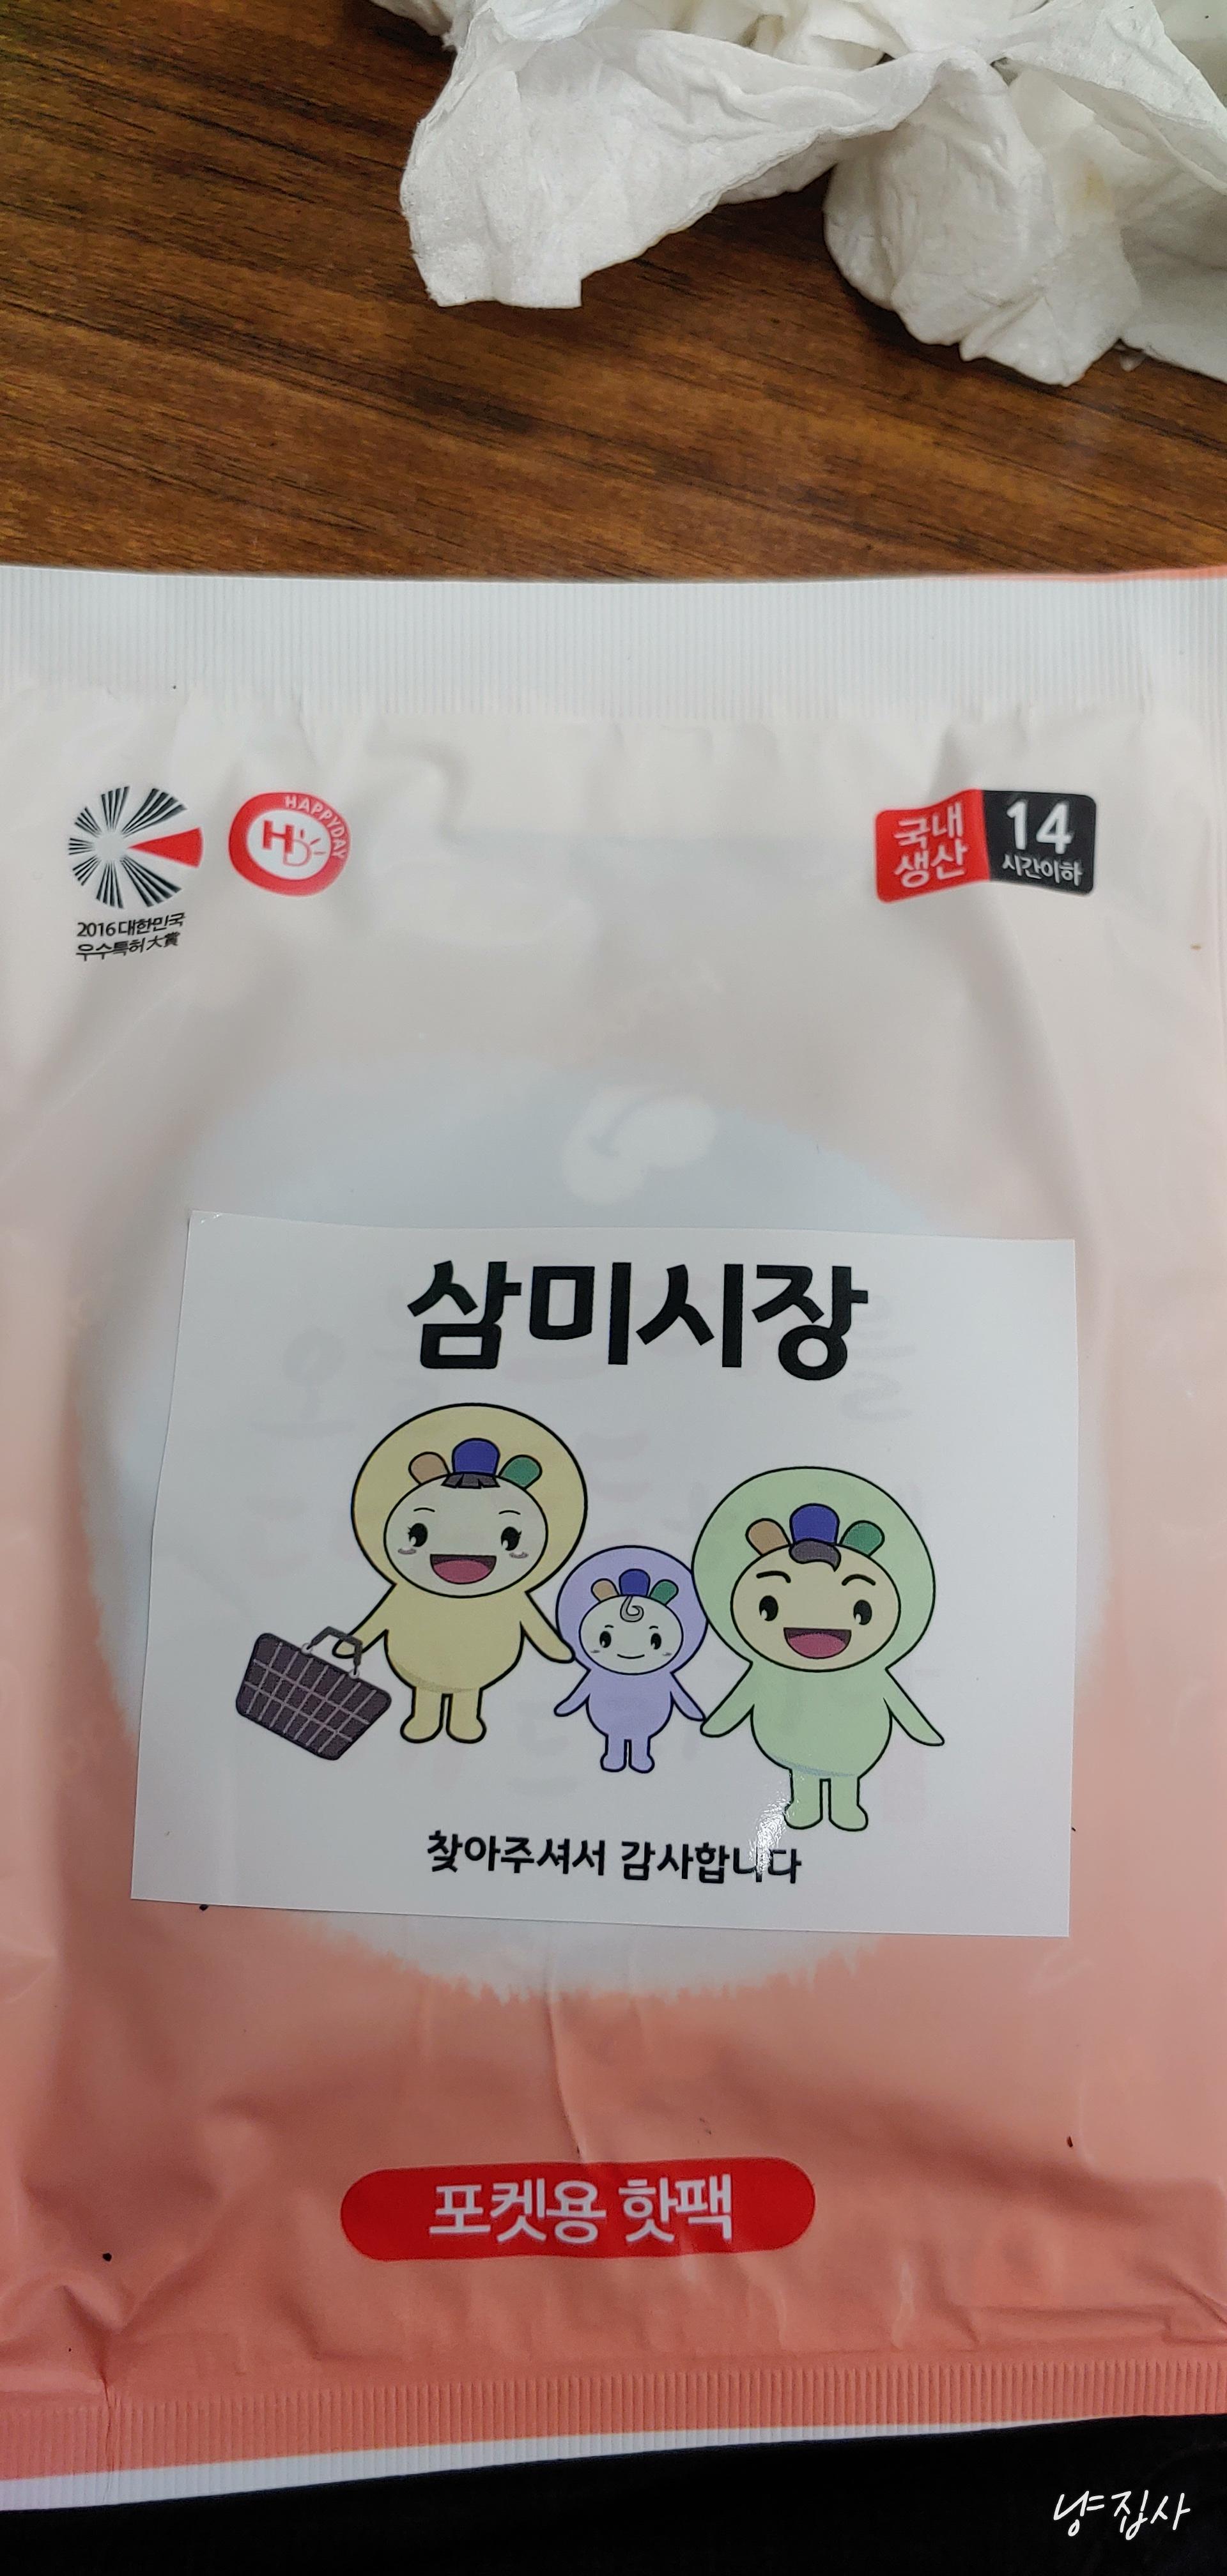 HAPPYDAY
HD
2016 대한민국
우수특허大賞
국내
생산
14
시간이하
삼미시장
찾아주셔서 감사합니다
포켓용 핫팩
냥집사